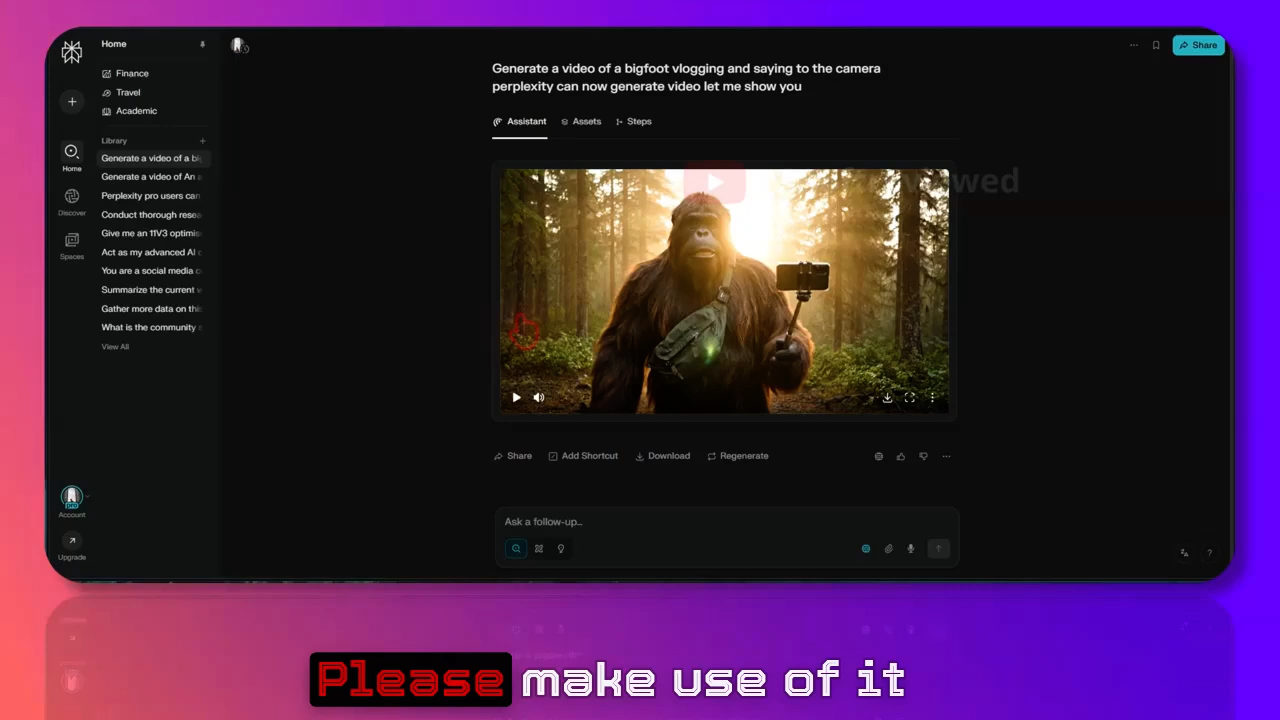 Home
Finance
Travel
Academic
Library
Generate a video of a big
Generate a video of An a
Perplexity pro users can
Conduct thorough resea
Give me an 11V3 optimis
Act as my advanced AI c
You are a social media c
Summarize the current w
Gather more data on this
What is the community s
View All
Home
Discover
Spaces
pro
Account
Upgrade
Share
Generate a video of a bigfoot vlogging and saying to the camera
perplexity can now generate video let me show you
Assistant
Assets
Steps
Share
Add Shortcut
Download
Regenerate
Ask a follow-up...
?
Please make use of it